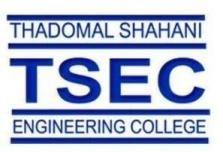 THADOMAL SHAHANI
TSEC
ENGINEERING COLLEGE